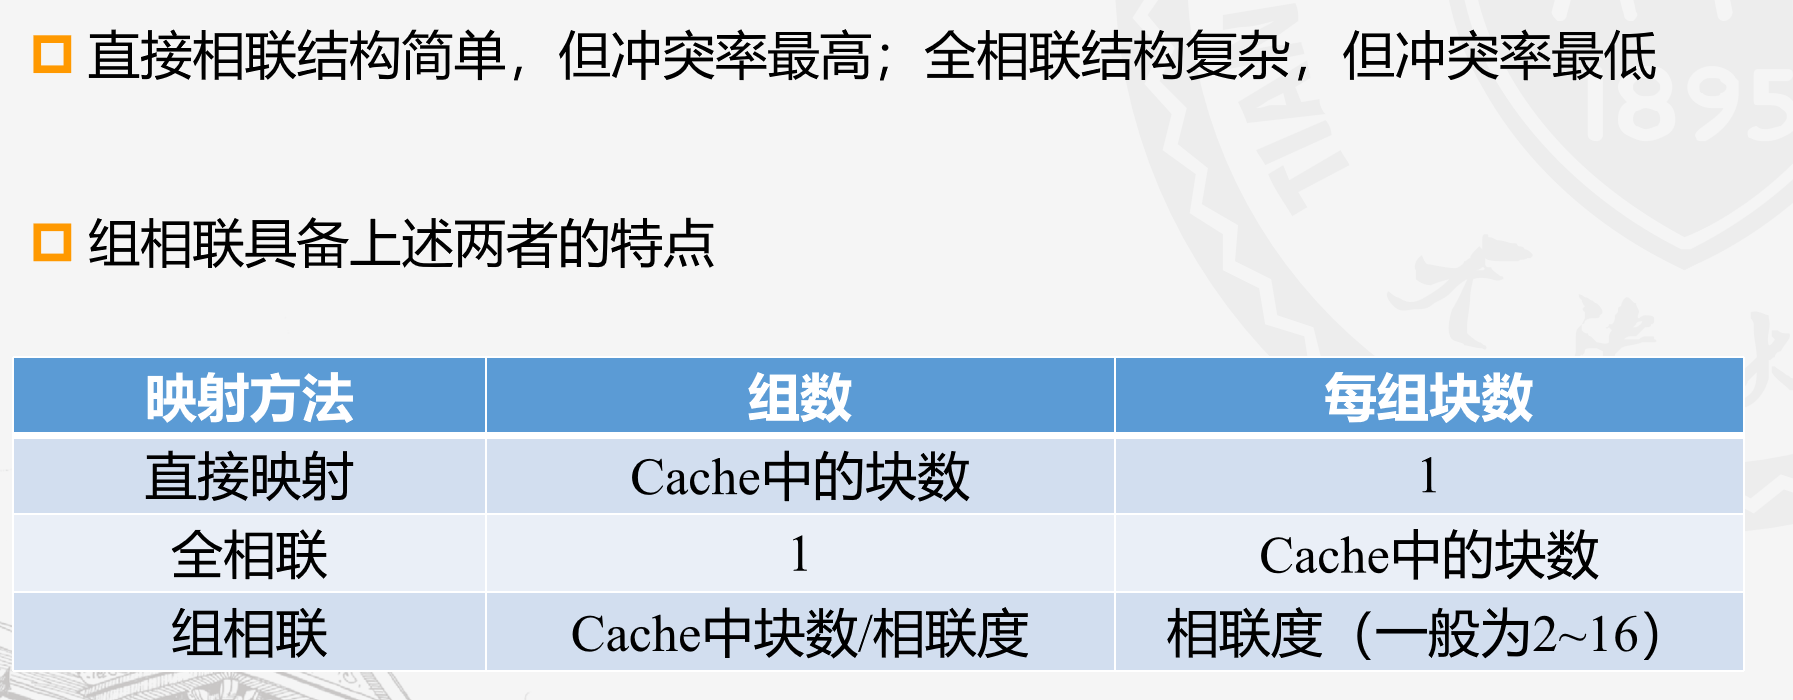 直接相联结构简单，但冲突率最高；全相联结构复杂，但冲突率最低
组相联具备上述两者的特点
映射方法 组数 每组块数
直接映射 Cache中的块数 1
全相联 1 Cache中的块数
组相联 Cache中块数/相联度 相联度（一般为2~16）
TIAN
1895